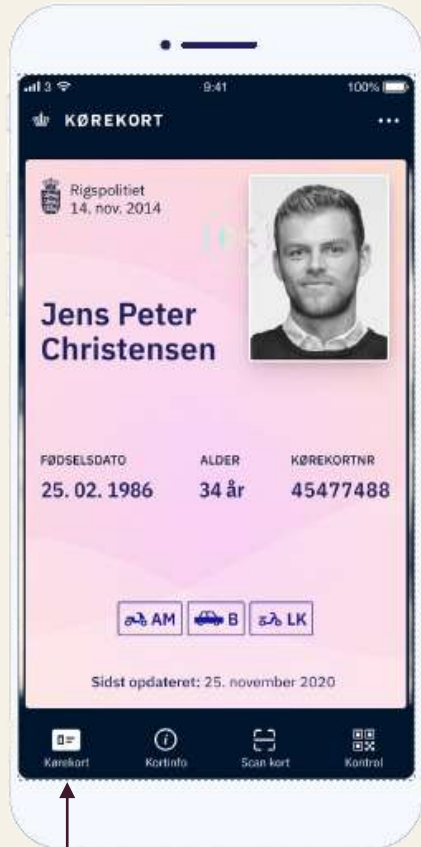 3 9:41 100%
KØREKORT
Rigspolitiet
14. nov. 2014
Jens Peter
Christensen
FØDSELSDATO ALDER KØREKORTNR
25. 02. 1986 34 år 45477488
AM B LK
Sidst opdateret: 25. november 2020
Kørekort Kortinfo Scan kort Kontrol